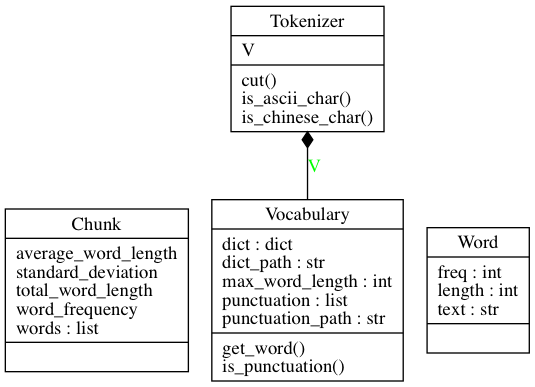 Tokenizer
V
cut()
is_ascii_char()
is_chinese_char()
V
Chunk
average_word_length
standard_deviation
total_word_length
word_frequency
words : list
Vocabulary
dict : dict
dict_path : str
max_word_length : int
punctuation : list
punctuation_path : str
get_word()
is_punctuation()
Word
freq : int
length : int
text : str